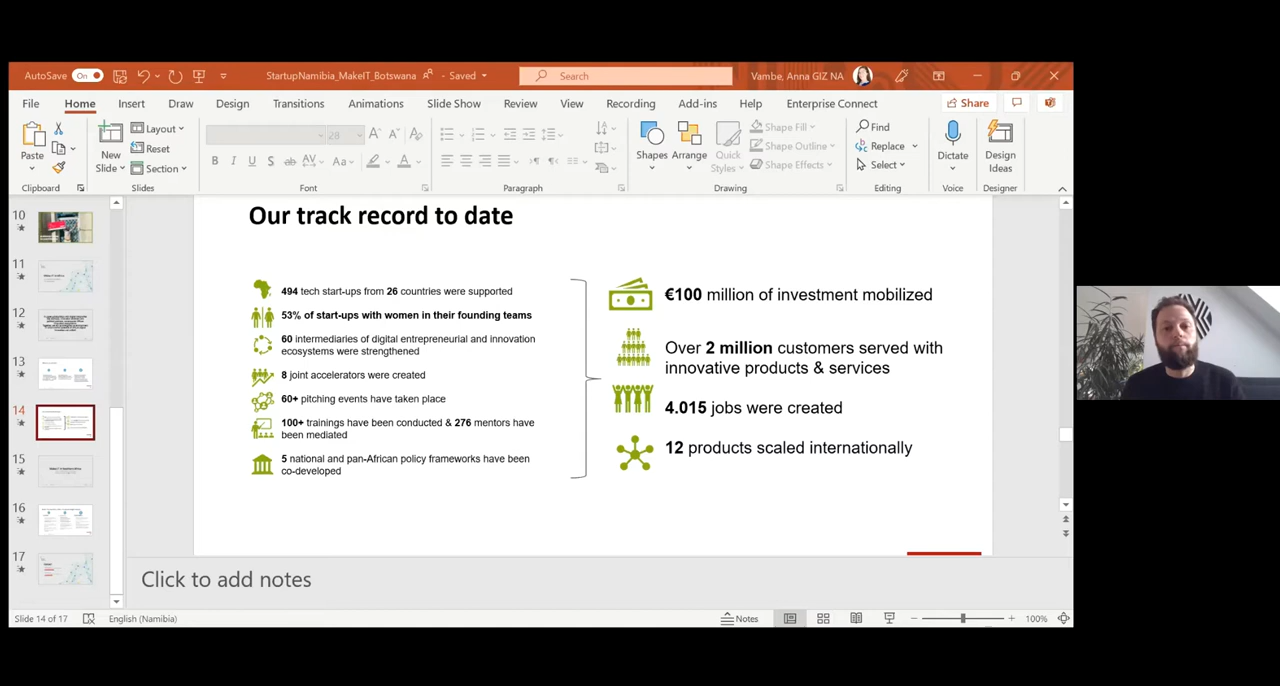 AutoSave On StartupNamibia_MakeIT_Botswana - Saved Search Vambe, Anna GIZ NA
File Home Insert Draw Design Transitions Animations Slide Show Review View Recording Add-ins Help Enterprise Connect Share
Paste
New
Slide
Layout
Reset
Section
28
B I U S ab AV Aa A
Shapes
Arrange
Quick
Styles
Shape Fill
Shape Outline
Shape Effects
Find
Replace
Select
Dictate
Design
Ideas
Clipboard Slides Font Paragraph Drawing Editing Voice Designer
10
11
12
13
14
15
16
17
Our track record to date
494 tech start-ups from 26 countries were supported
53% of start-ups with women in their founding teams
60 intermediaries of digital entrepreneurial and innovation
ecosystems were strengthened
8 joint accelerators were created
60+ pitching events have taken place
100+ trainings have been conducted & 276 mentors have
been mediated
5 national and pan-African policy frameworks have been
co-developed
€100 million of investment mobilized
Over 2 million customers served with
innovative products & services
4.015 jobs were created
12 products scaled internationally
Click to add notes
Slide 14 of 17 English (Namibia) Notes 100%